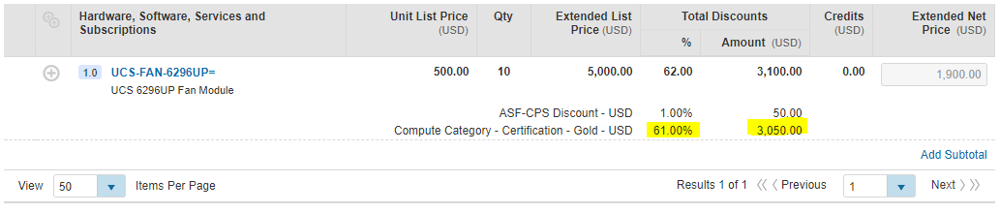 Hardware, Software, Services and Subscriptions Unit List Price (USD) Qty Extended List Price (USD) Total Discounts Credits (USD) Extended Net Price (USD)
% Amount (USD)
1.0 UCS-FAN-6296UP= 500.00 10 5,000.00 62.00 3,100.00 0.00 1,900.00
UCS 6296UP Fan Module
ASF-CPS Discount - USD 1.00% 50.00
Compute Category - Certification - Gold - USD 61.00% 3,050.00
Add Subtotal
View 50 Items Per Page Results 1 of 1 Previous 1 Next